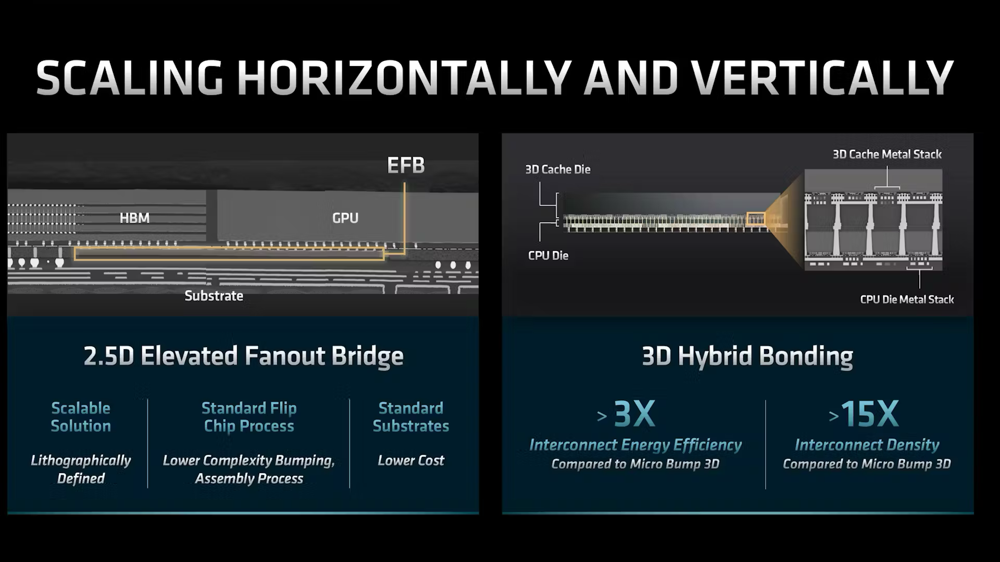 SCALING HORIZONTALLY AND VERTICALLY
EFB
HBM
GPU
Substrate
2.5D Elevated Fanout Bridge
Scalable
Solution
Lithographically
Defined
Standard Flip
Chip Process
Lower Complexity Bumping,
Assembly Process
Standard
Substrates
Lower Cost
3D Cache Metal Stack
3D Cache Die
CPU Die
CPU Die Metal Stack
3D Hybrid Bonding
> 3X
Interconnect Energy Efficiency
Compared to Micro Bump 3D
>15X
Interconnect Density
Compared to Micro Bump 3D